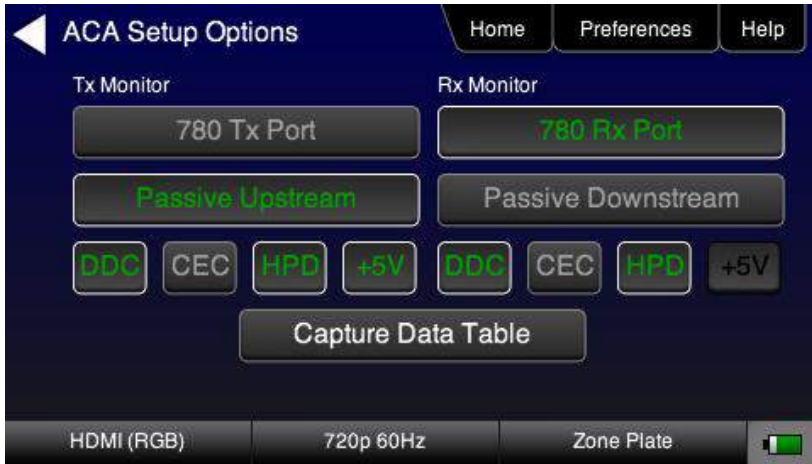 ACA Setup Options Home Preferences Help
Tx Monitor Rx Monitor
780 Tx Port 780 Rx Port
Passive Upstream Passive Downstream
DDC CEC HPD +5V DDC CEC HPD +5V
Capture Data Table
HDMI (RGB) 720p 60Hz Zone Plate